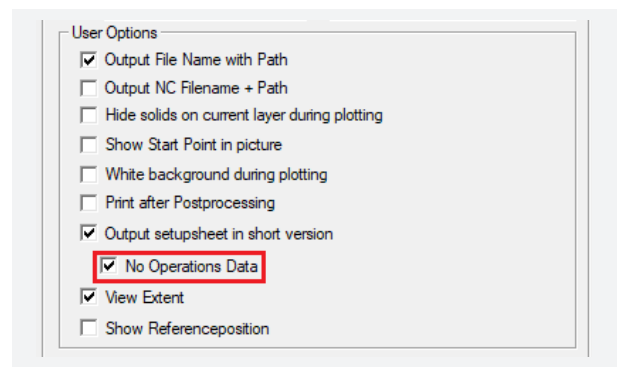 User Options
Output File Name with Path
Output NC Filename + Path
Hide solids on current layer during plotting
Show Start Point in picture
White background during plotting
Print after Postprocessing
Output setupsheet in short version
No Operations Data
View Extent
Show Referenceposition